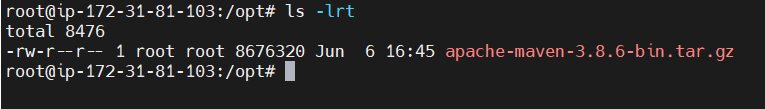 root@ip-172-31-81-103:/opt# ls -lrt
total 8476
-rw-r--r-- 1 root root 8676320 Jun  6 16:45 apache-maven-3.8.6-bin.tar.gz
root@ip-172-31-81-103:/opt#